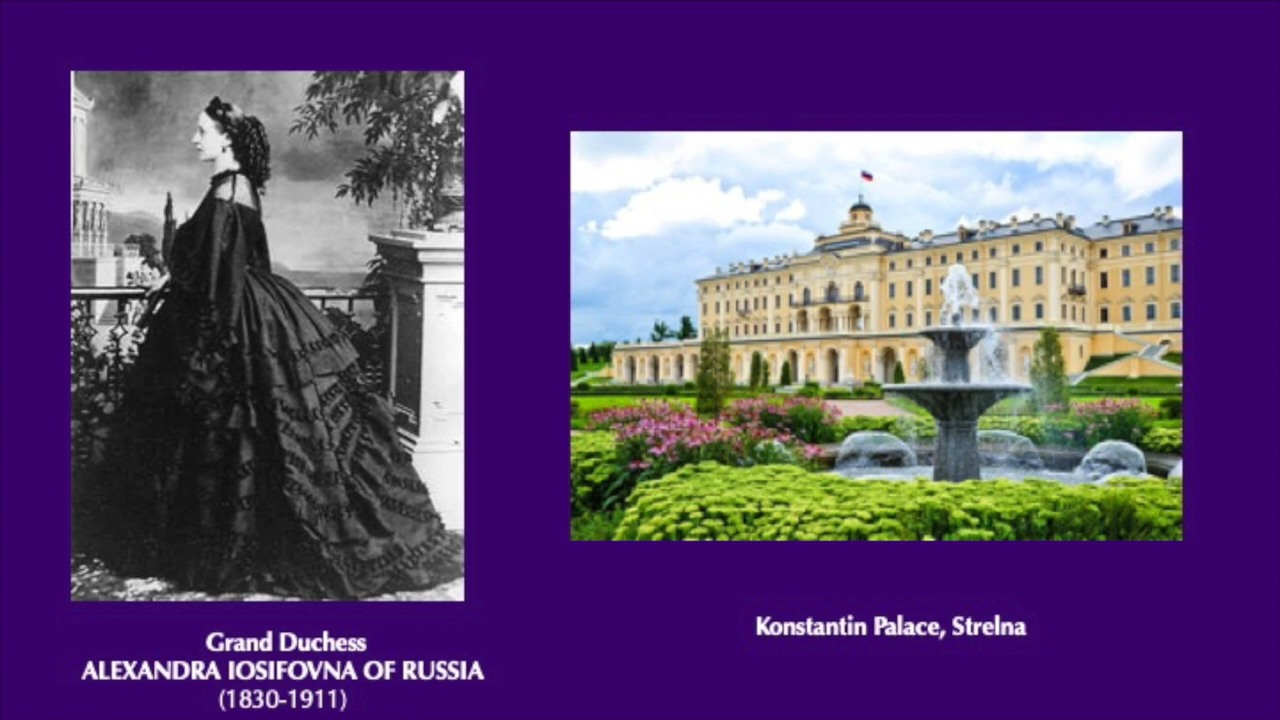 Grand Duchess
ALEXANDRA IOSIFOVNA OF RUSSIA
(1830-1911)
Konstantin Palace, Strelna